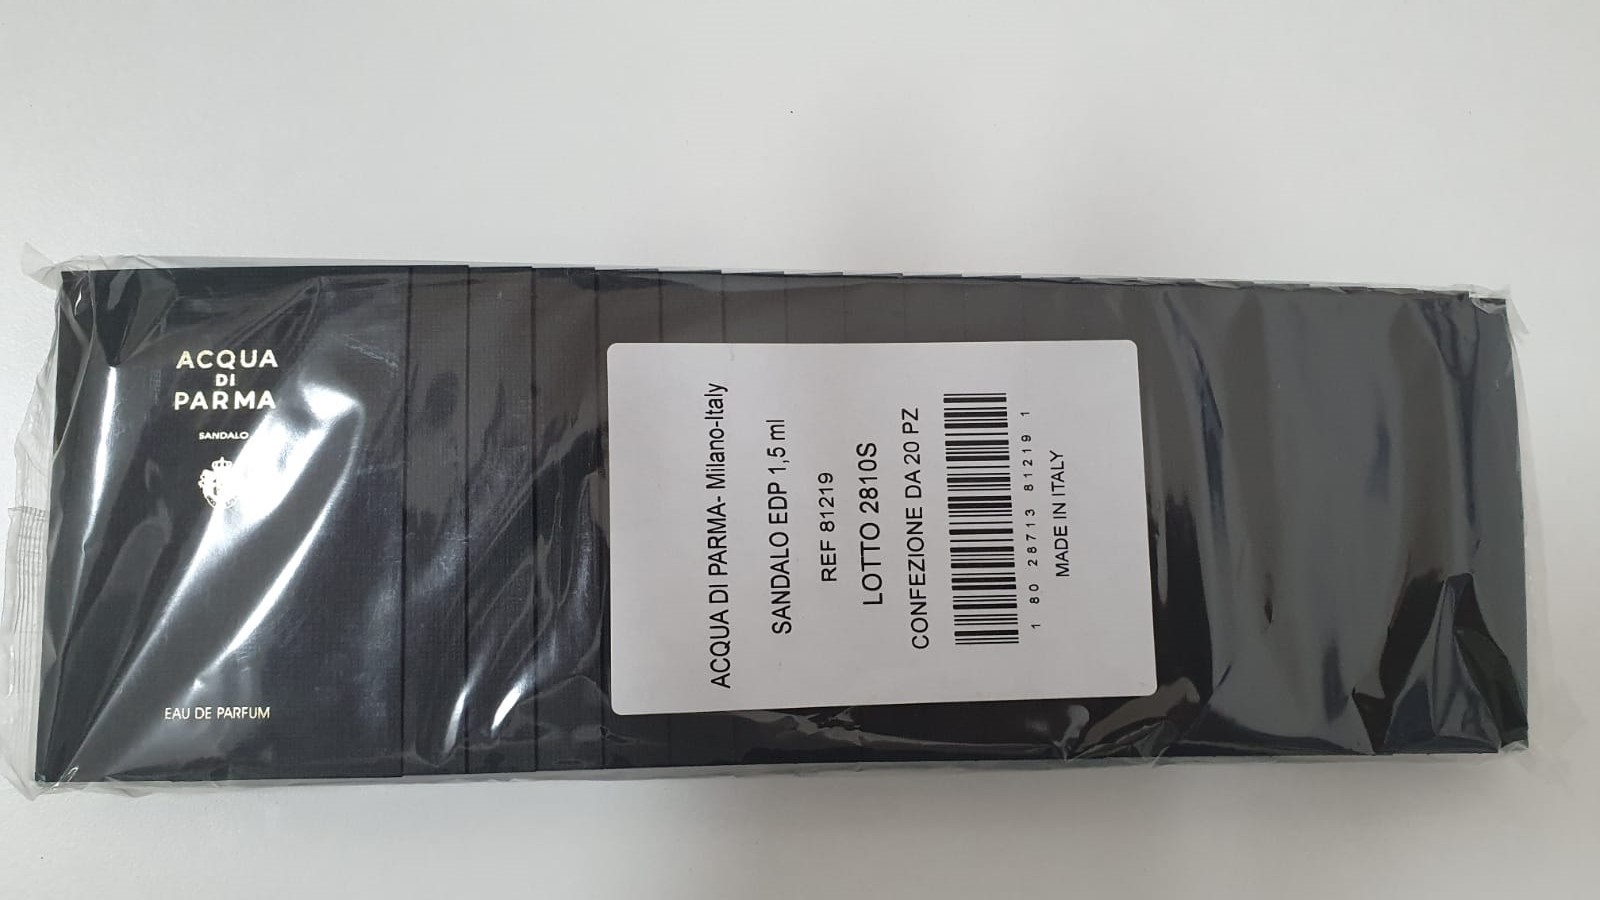 ACQUA
DI
PARMA
SANDALO
EAU DE PARFUM
ACQUA DI PARMA- Milano-Italy
SANDALO EDP 1,5 ml
REF 81219
LOTTO 2810S
CONFEZIONE DA 20 PZ
1 80 28713 81219 1
MADE IN ITALY